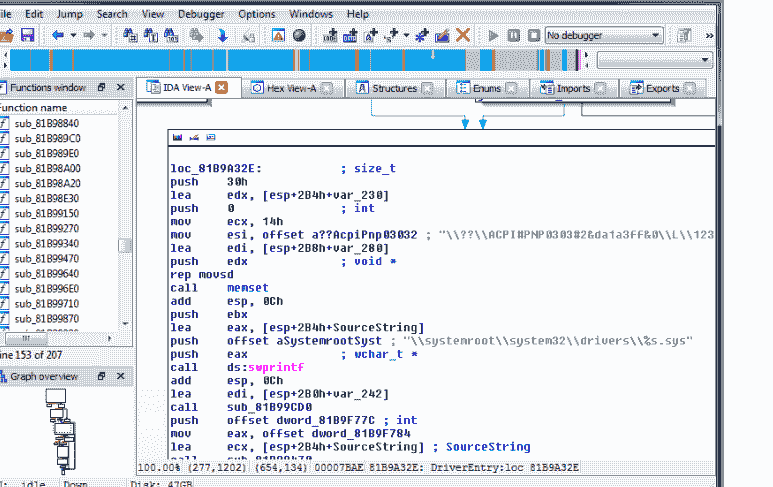 File Edit Jump Search View Debugger Options Windows Help
No debugger
Functions window
IDA View-A Hex View-A Structures Enums Imports Exports
Function name
sub_81B98840
sub_81B989C0
sub_81B989E0
sub_81B98A00
sub_81B98A20
sub_81B98E30
sub_81B99150
sub_81B99270
sub_81B99340
sub_81B99470
sub_81B99640
sub_81B996E0
sub_81B99710
sub_81B99870
ine 153 of 207
Graph overview
loc_81B9A32E: ; size_t
push 30h
lea edx, [esp+2B4h+var_230]
push 0 ; int
mov ecx, 14h
mov esi, offset a??AcpiPnp03032 ; "\\??\\ACPI#PNP0303#2&da1a3ff&0\\L\\123
lea edi, [esp+2B8h+var_280]
push edx ; void *
rep movsd
call memset
add esp, 0Ch
push ebx
lea eax, [esp+2B4h+SourceString]
push offset aSystemrootSyst ; "\\systemroot\\system32\\drivers\\%s.sys"
push eax ; wchar_t *
call ds:swprintf
add esp, 0Ch
lea edi, [esp+2B0h+var_242]
call sub_81B99CD0
push offset dword_81B9F77C ; int
mov eax, offset dword_81B9F784
lea ecx, [esp+2B4h+SourceString] ; SourceString
call sub_81B99470
100.00% (277,1202) (654,134) 00007BAE 81B9A32E: DriverEntry:loc_81B9A32E
idle Down Disk: 47GB